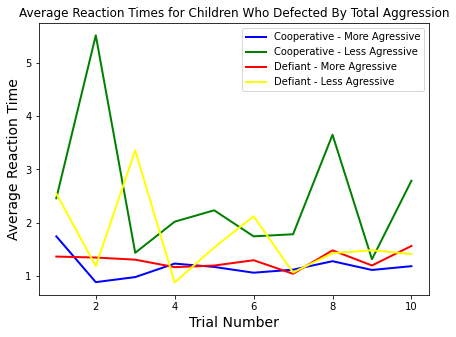 Average Reaction Times for Children Who Defected By Total Aggression
Cooperative - More Agressive
Cooperative - Less Agressive
Defiant - More Agressive
Defiant - Less Agressive
Average Reaction Time
5
4
3
2
1
2
4
6
8
10
Trial Number